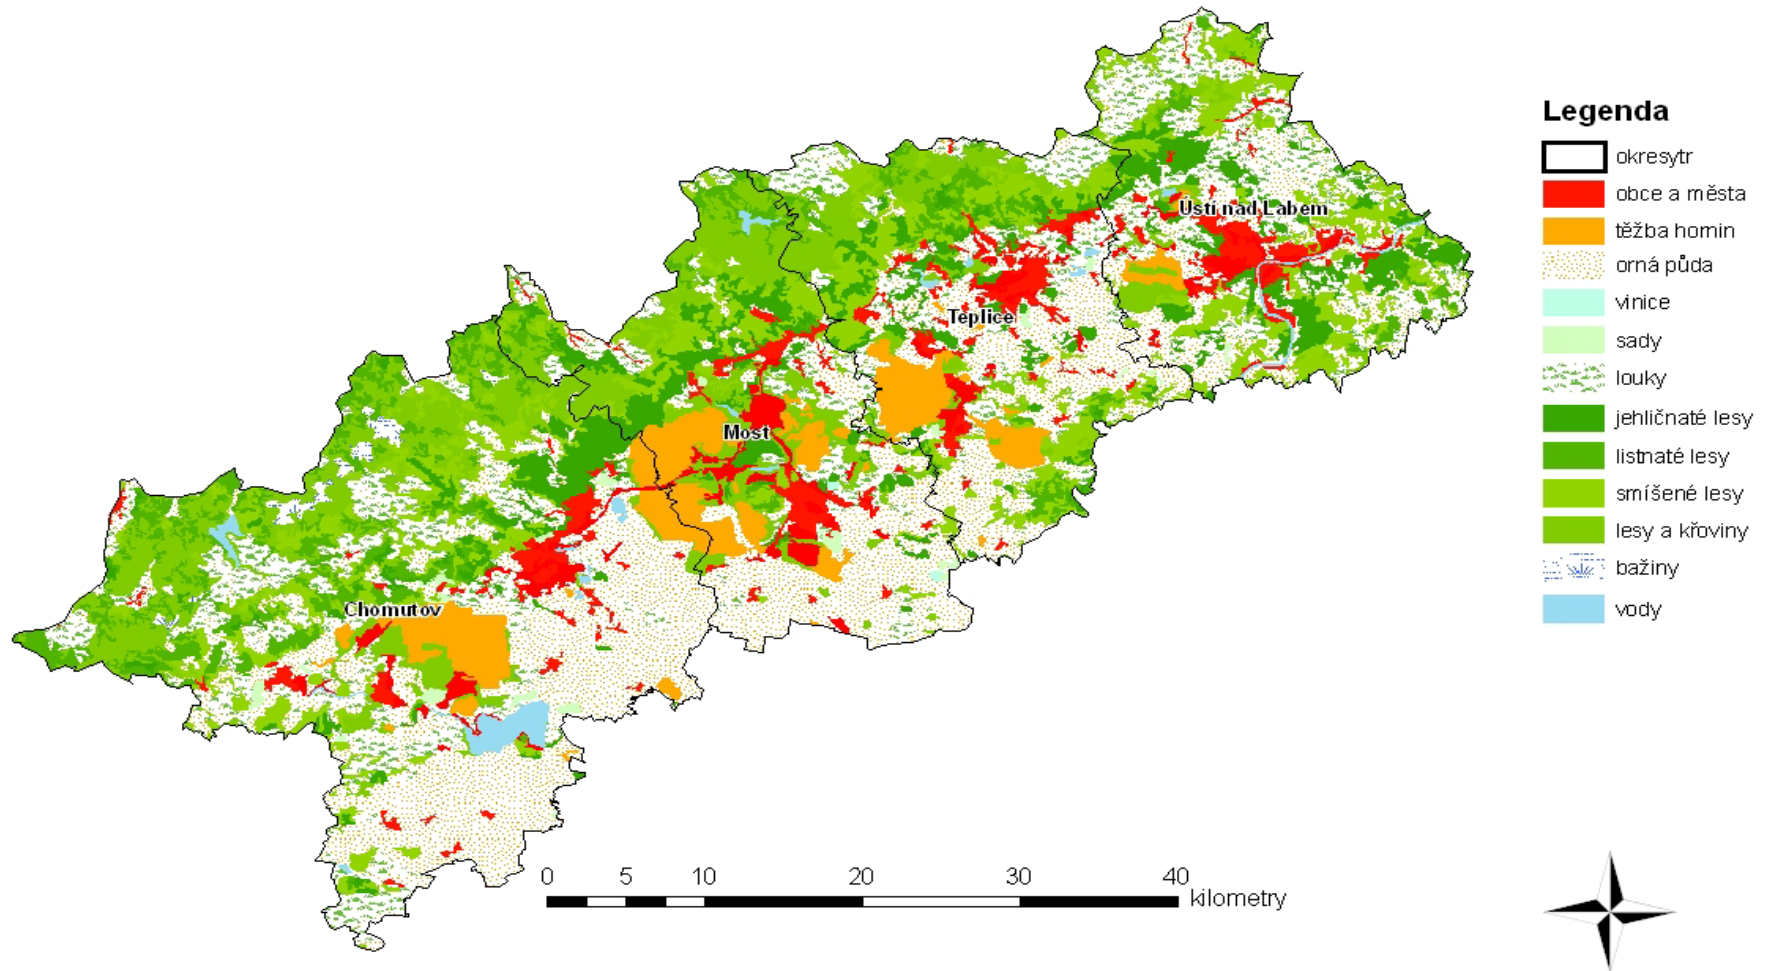 Legenda
okresytr
obce a města
těžba hornin
orná půda
vinice
sady
louky
jehličnaté lesy
listnaté lesy
smíšené lesy
lesy a křoviny
bažiny
vody
Ústí nad Labem
Teplice
Most
Chomutov
0 5 10 20 30 40
kilometry